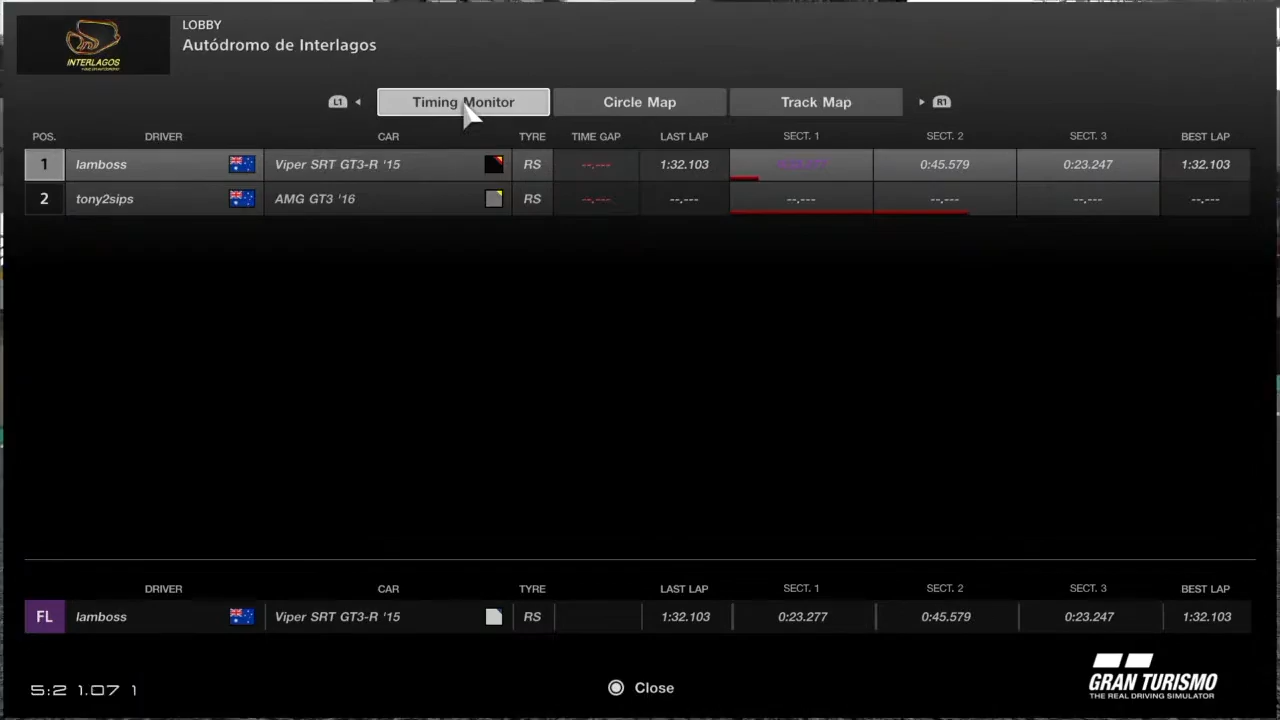 INTERLAGOS
LOBBY
Autódromo de Interlagos
L1 Timing Monitor Circle Map Track Map R1
POS. DRIVER CAR TYRE TIME GAP LAST LAP SECT. 1 SECT. 2 SECT. 3 BEST LAP
1 lamboss Viper SRT GT3-R '15 RS --,--- 1:32.103 0:45.579 0:23.247 1:32.103
2 tony2sips AMG GT3 '16 RS --,--- --,--- --,--- --,--- --,--- --,---
DRIVER CAR TYRE LAST LAP SECT. 1 SECT. 2 SECT. 3 BEST LAP
FL lamboss Viper SRT GT3-R '15 RS 1:32.103 0:23.277 0:45.579 0:23.247 1:32.103
5:2 1.07 1
Close
GRAN TURISMO
THE REAL DRIVING SIMULATOR